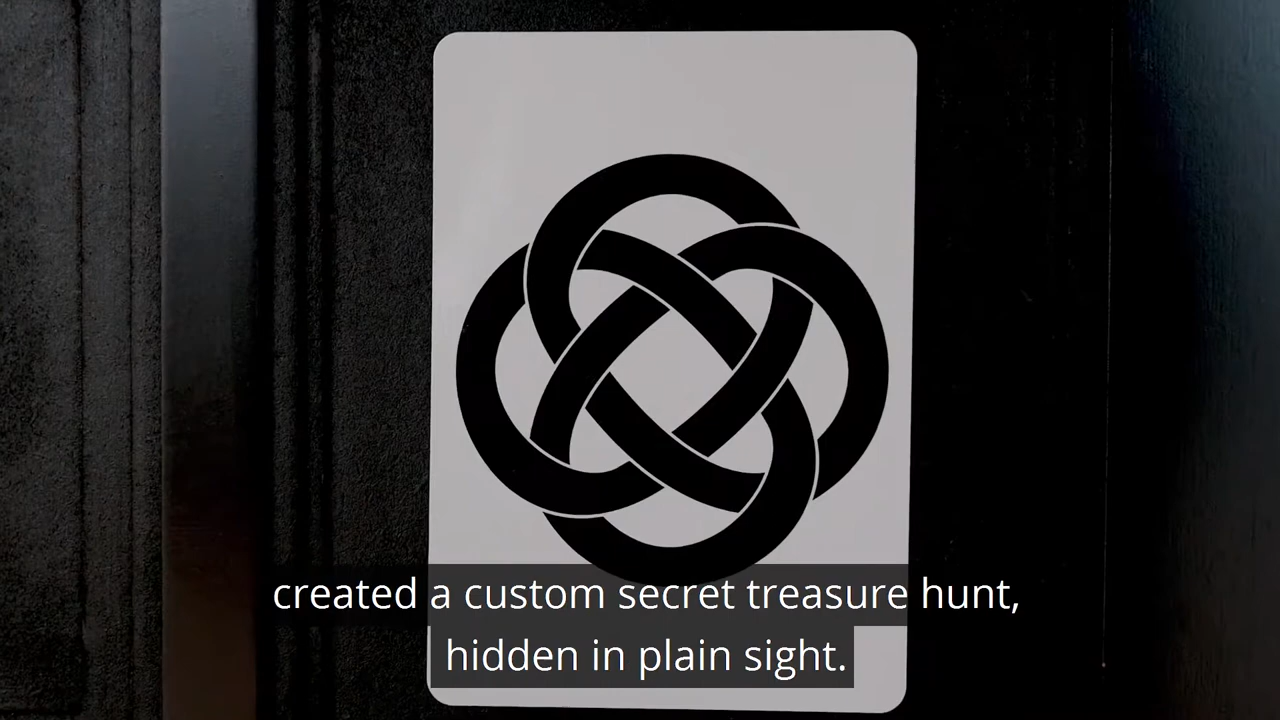 created a custom secret treasure hunt,
hidden in plain sight.